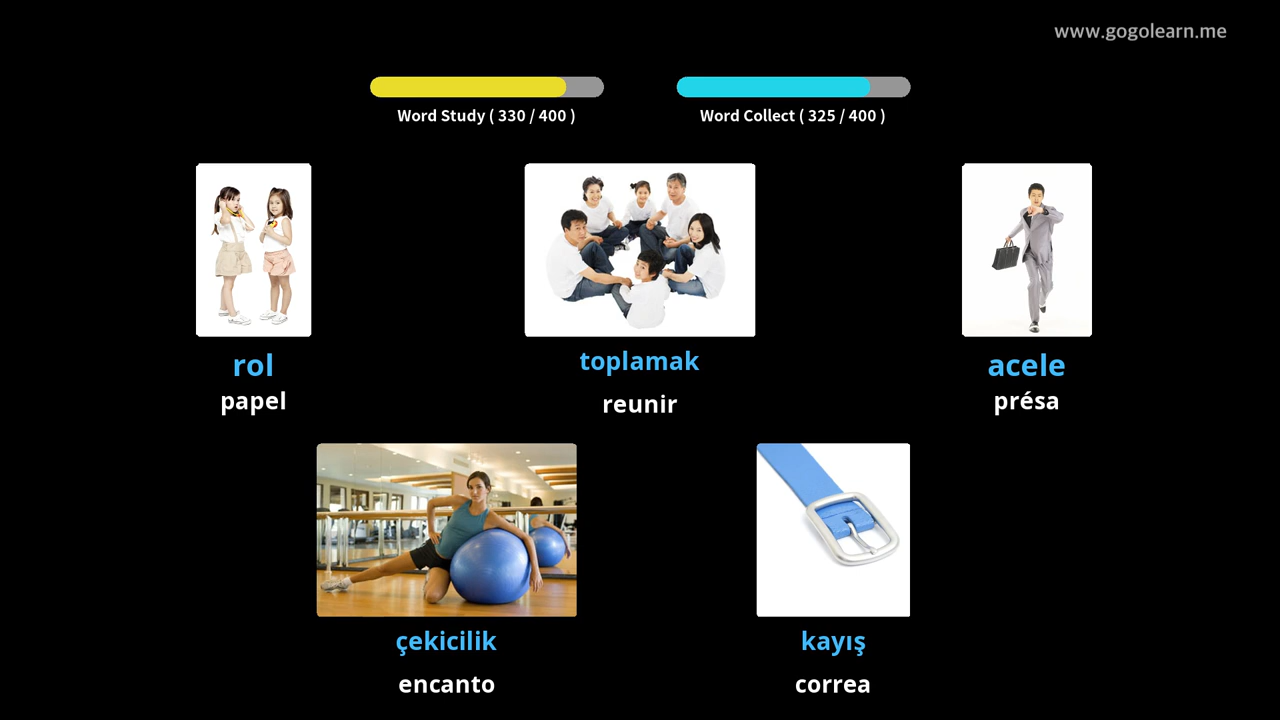 www.gogolearn.me
Word Study ( 330 / 400 )
Word Collect ( 325 / 400 )
rol
papel
toplamak
reunir
acele
présa
çekicilik
encanto
kayış
correa